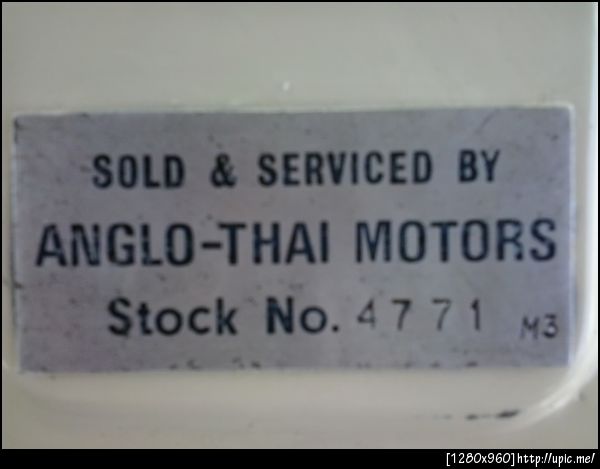 SOLD & SERVICED BY
ANGLO-THAI MOTORS
Stock No. 4771 M3
[1280x960]http://upic.me/